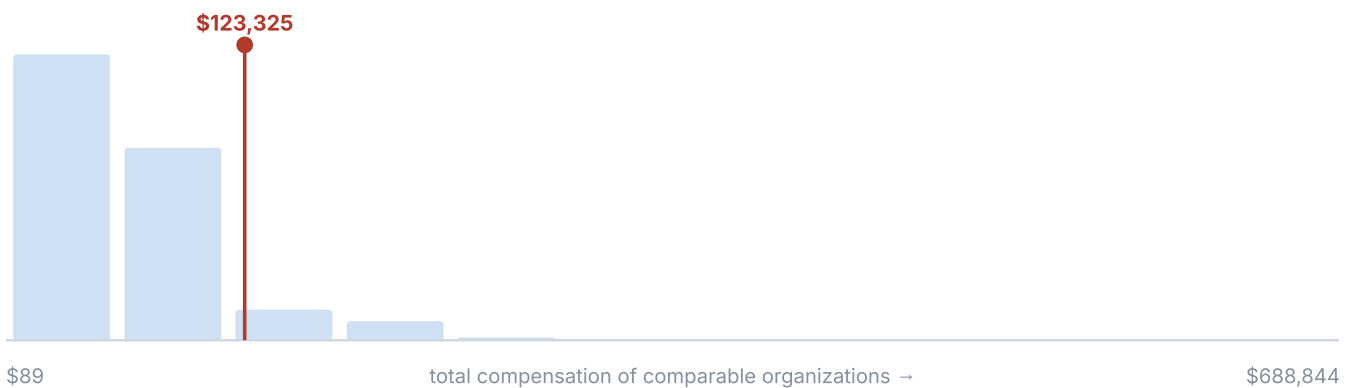 $123,325
$89
total compensation of comparable organizations →
$688,844